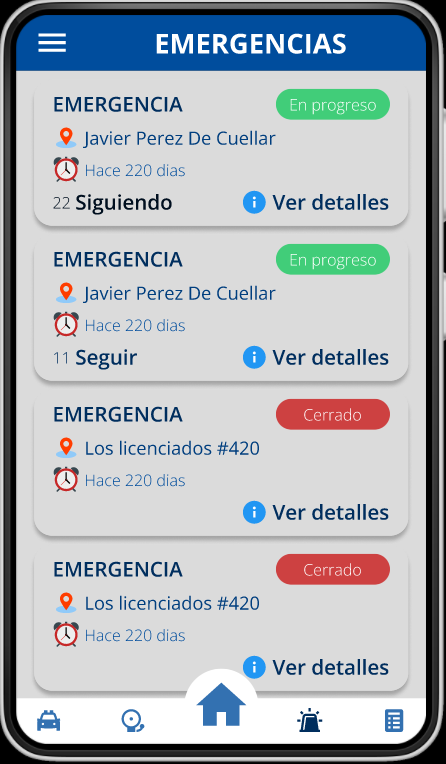 EMERGENCIAS
EMERGENCIA
En progreso
Javier Perez De Cuellar
Hace 220 dias
22 Siguiendo
Ver detalles
EMERGENCIA
En progreso
Javier Perez De Cuellar
Hace 220 dias
11 Seguir
Ver detalles
EMERGENCIA
Cerrado
Los licenciados #420
Hace 220 dias
Ver detalles
EMERGENCIA
Cerrado
Los licenciados #420
Hace 220 dias
Ver detalles